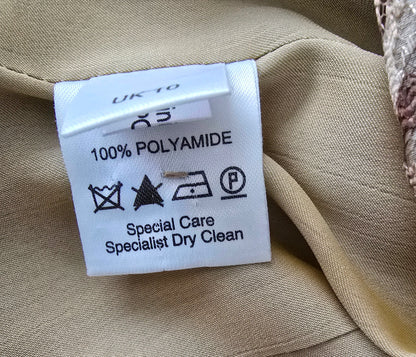 UK 10
100% POLYAMIDE
P
Special Care
Specialist Dry Clean